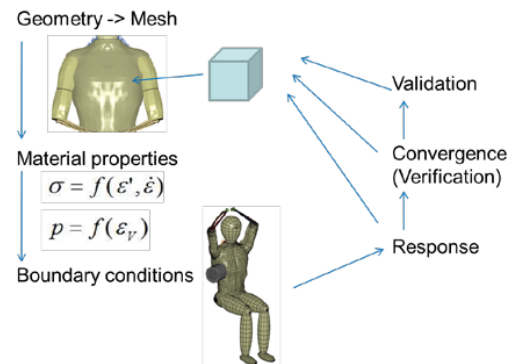 Geometry -> Mesh
Material properties
σ = f(ε', ε̇)
p = f(ε_V)
Boundary conditions
Validation
Convergence
(Verification)
Response